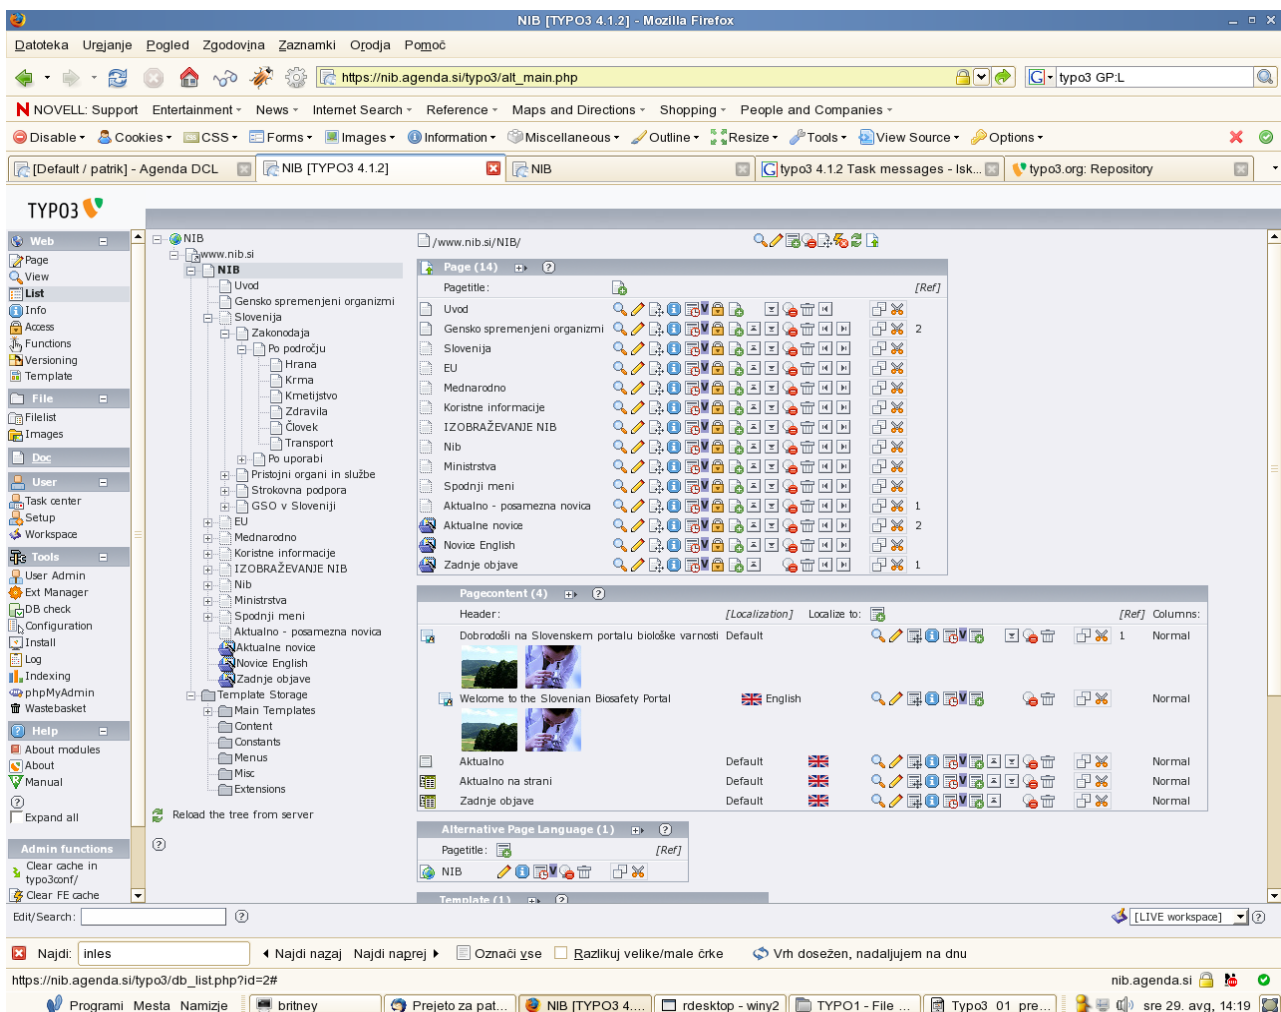 NIB [TYPO3 4.1.2] - Mozilla Firefox
Datoteka Urejanje Pogled Zgodovina Zaznamki Orodja Pomoč
https://nib.agenda.si/typo3/alt_main.php
typo3 GP:L
NOVELL: Support Entertainment News Internet Search Reference Maps and Directions Shopping People and Companies
Disable Cookies CSS Forms Images Information Miscellaneous Outline Resize Tools View Source Options
[Default / patrik] - Agenda DCL
NIB [TYPO3 4.1.2]
NIB
typo3 4.1.2 Task messages - Isk...
typo3.org: Repository
TYPO3
Web
Page
View
List
Info
Access
Functions
Versioning
Template
File
Filelist
Images
Doc
User
Task center
Setup
Workspace
Tools
User Admin
Ext Manager
DB check
Configuration
Install
Log
Indexing
phpMyAdmin
Wastebasket
Help
About modules
About
Manual
Expand all
Admin functions
Clear cache in
typo3conf/
Clear FE cache
NIB
www.nib.si
NIB
Uvod
Gensko spremenjeni organizmi
Slovenija
Zakonodaja
Po področju
Hrana
Krma
Kmetijstvo
Zdravila
Človek
Transport
Po uporabi
Pristojni organi in službe
Strokovna podpora
GSO v Sloveniji
EU
Mednarodno
Koristne informacije
IZOBRAŽEVANJE NIB
Nib
Ministrstva
Spodnji meni
Aktualno - posamezna novica
Aktualne novice
Novice English
Zadnje objave
Template Storage
Main Templates
Content
Constants
Menus
Misc
Extensions
Reload the tree from server
/www.nib.si/NIB/
Page (14)
Pagetitle: [Ref]
Uvod
Gensko spremenjeni organizmi 2
Slovenija
EU
Mednarodno
Koristne informacije
IZOBRAŽEVANJE NIB
Nib
Ministrstva
Spodnji meni
Aktualno - posamezna novica 1
Aktualne novice 2
Novice English
Zadnje objave 1
Pagecontent (4)
Header: [Localization] Localize to: [Ref] Columns:
Dobrodošli na Slovenskem portalu biološke varnosti Default 1 Normal
Welcome to the Slovenian Biosafety Portal English Normal
Aktualno Default Normal
Aktualno na strani Default Normal
Zadnje objave Default Normal
Alternative Page Language (1)
Pagetitle: [Ref]
NIB
Template (1)
Edit/Search:
[LIVE workspace]
Najdi: inles Najdi nazaj Najdi naprej Označi vse Razlikuj velike/male črke Vrh dosežen, nadaljujem na dnu
https://nib.agenda.si/typo3/db_list.php?id=2# nib.agenda.si
Programi Mesta Namizje britney Prejeto za pat... NIB [TYPO3 4.... rdesktop - winy2 TYPO1 - File ... Typo3_01_pre... sre 29. avg, 14:19